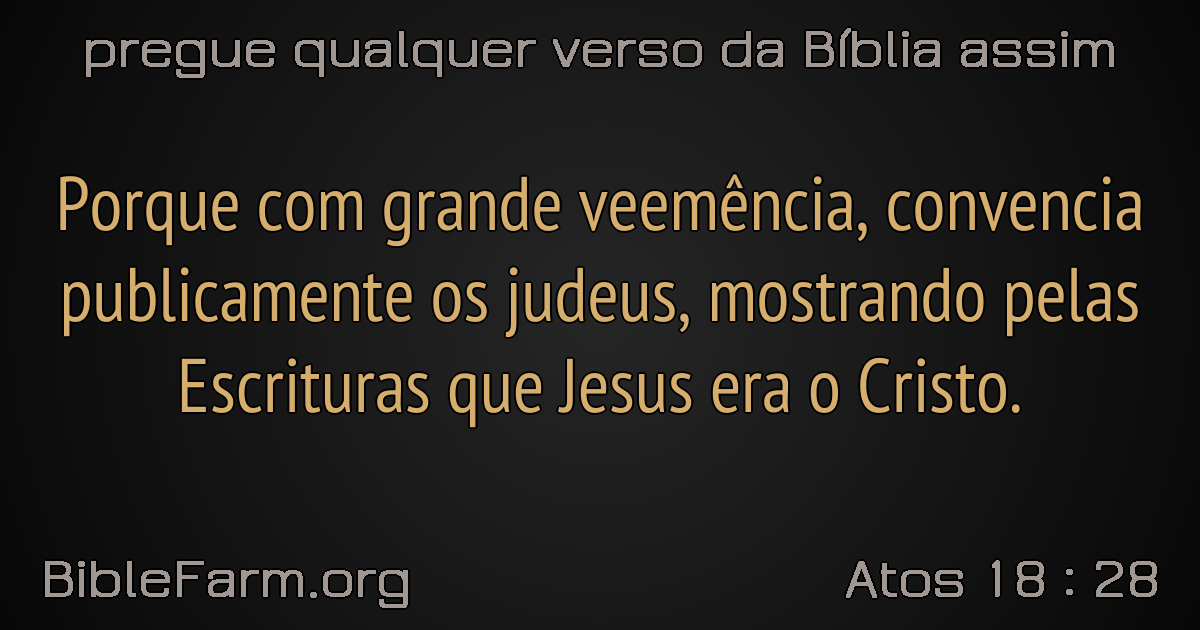 pregue qualquer verso da Bíblia assim
Porque com grande veemência, convencia
publicamente os judeus, mostrando pelas
Escrituras que Jesus era o Cristo.
BibleFarm.org
Atos 18 : 28